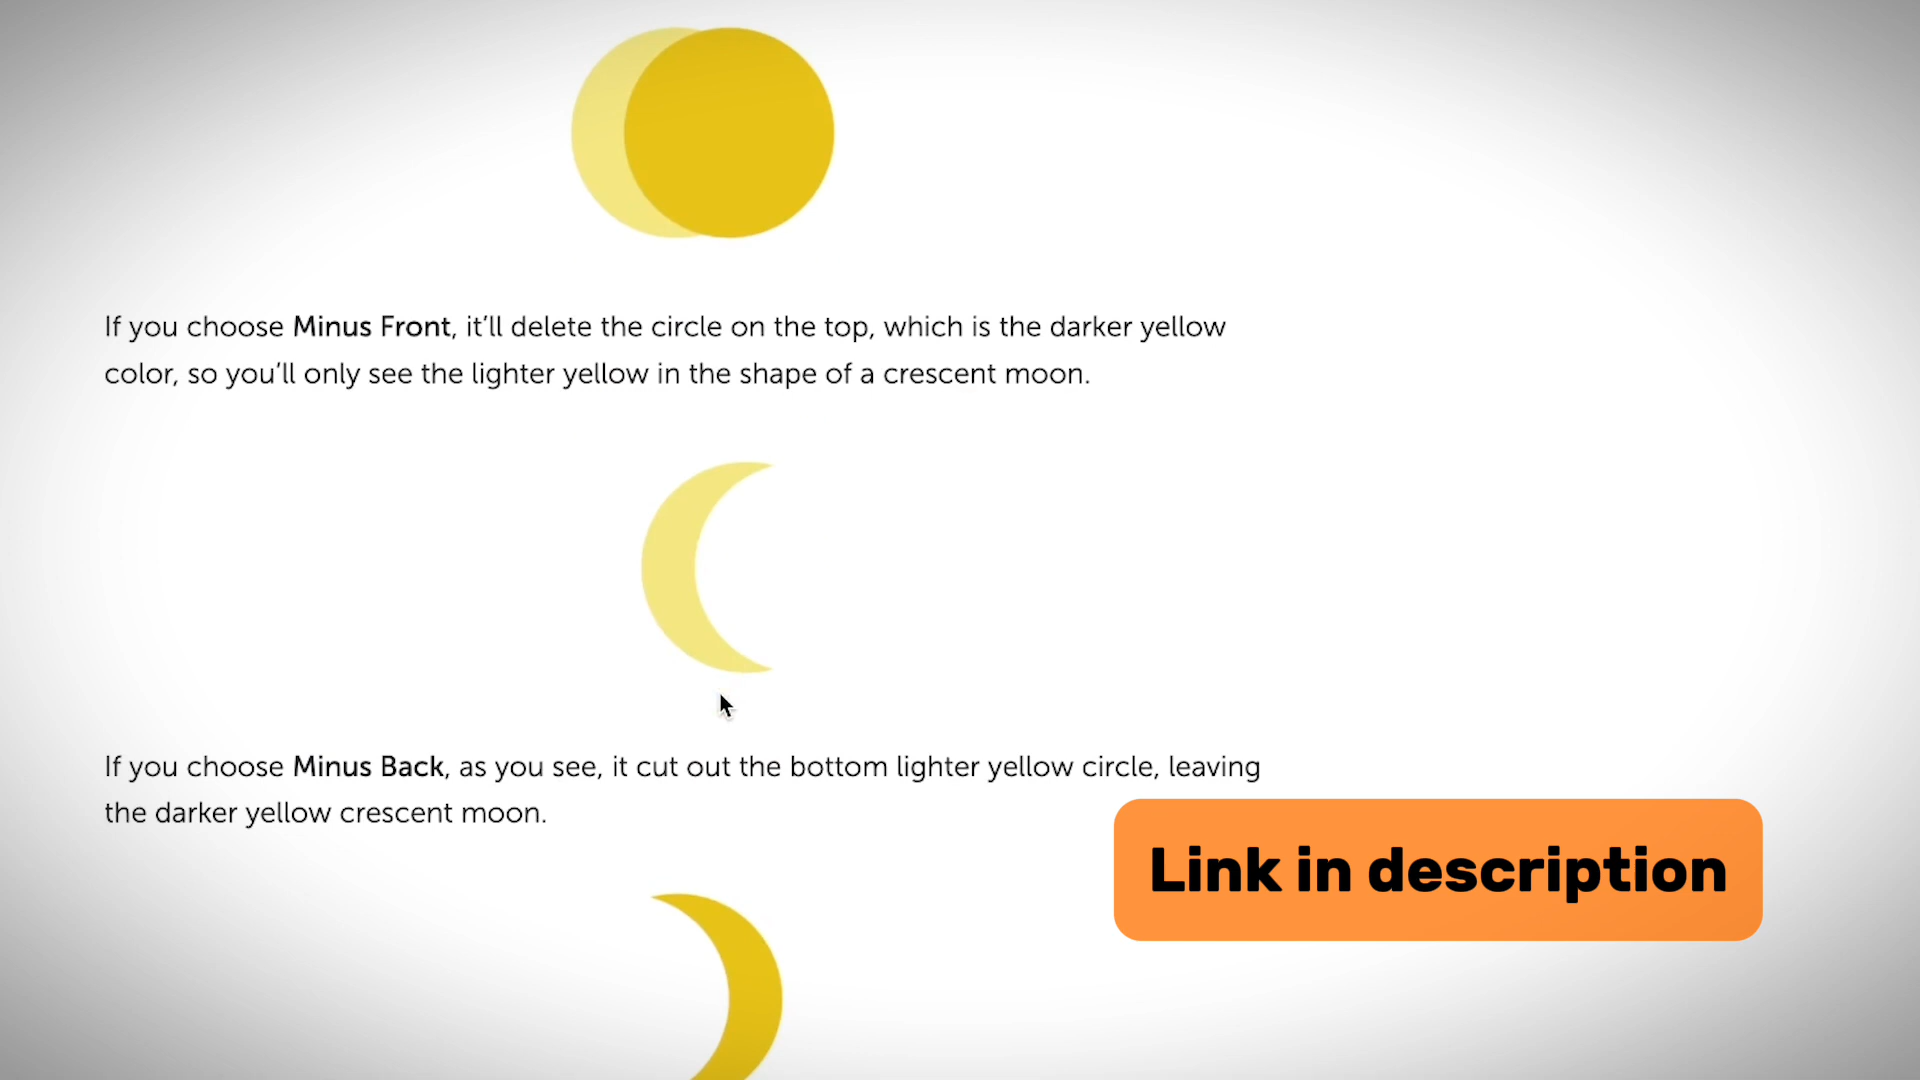 If you choose Minus Front, it’ll delete the circle on the top, which is the darker yellow
color, so you’ll only see the lighter yellow in the shape of a crescent moon.
If you choose Minus Back, as you see, it cut out the bottom lighter yellow circle, leaving
the darker yellow crescent moon.
Link in description